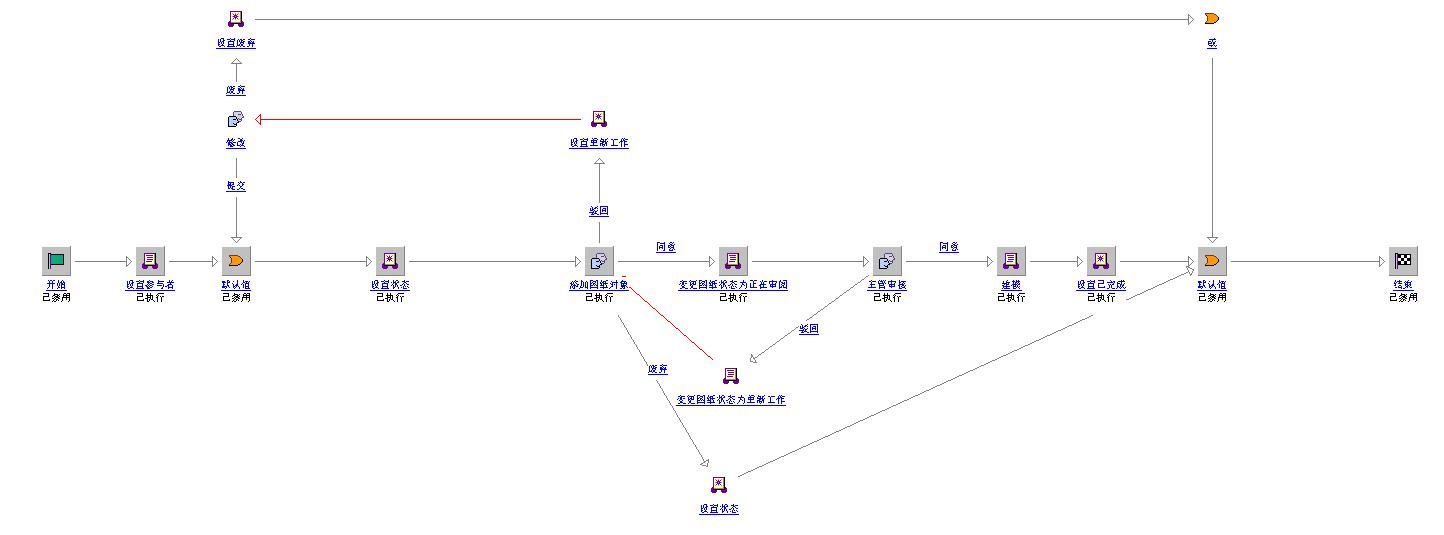 设置废弃
或
废弃
修改
设置重新工作
提交
驳回
同意
同意
开始
已参用
设置参与者
已执行
默认值
已参用
设置状态
已执行
添加图纸对象
已执行
变更图纸状态为正在审阅
已执行
主管审核
已执行
已执行
设置已完成
已执行
默认值
已参用
结束
已参用
驳回
废弃
变更图纸状态为重新工作
设置状态